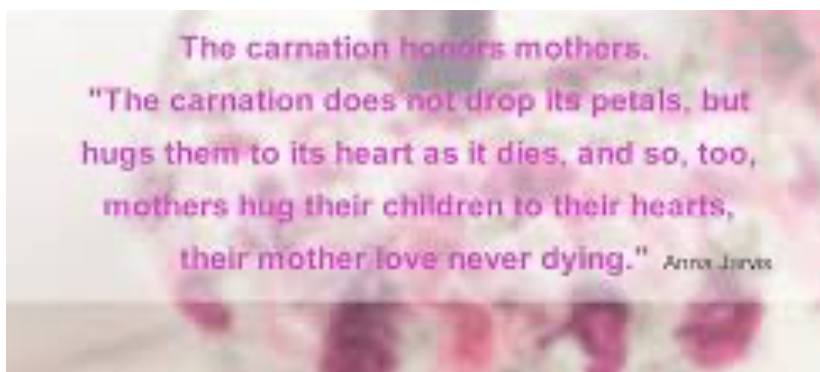 The carnation honors mothers.
"The carnation does not drop its petals, but
hugs them to its heart as it dies, and so, too,
mothers hug their children to their hearts,
their mother love never dying." Anna Jarvis